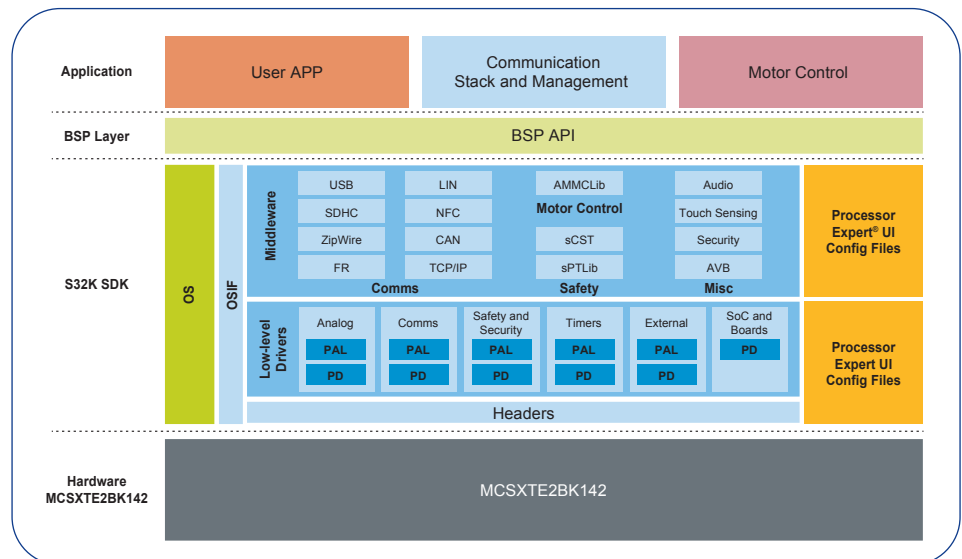 Application
User APP
Communication
Stack and Management
Motor Control
BSP Layer
BSP API
S32K SDK
OS
OSIF
Middleware
USB
LIN
AMMCLib
Audio
SDHC
NFC
Motor Control
Touch Sensing
ZipWire
CAN
sCST
Security
FR
TCP/IP
sPTLib
AVB
Comms
Safety
Misc
Processor
Expert® UI
Config Files
Low-level
Drivers
Analog
PAL
PD
Comms
PAL
PD
Safety and
Security
PAL
PD
Timers
PAL
PD
External
PAL
PD
SoC and
Boards
PD
Processor
Expert UI
Config Files
Headers
Hardware
MCSXTE2BK142
MCSXTE2BK142